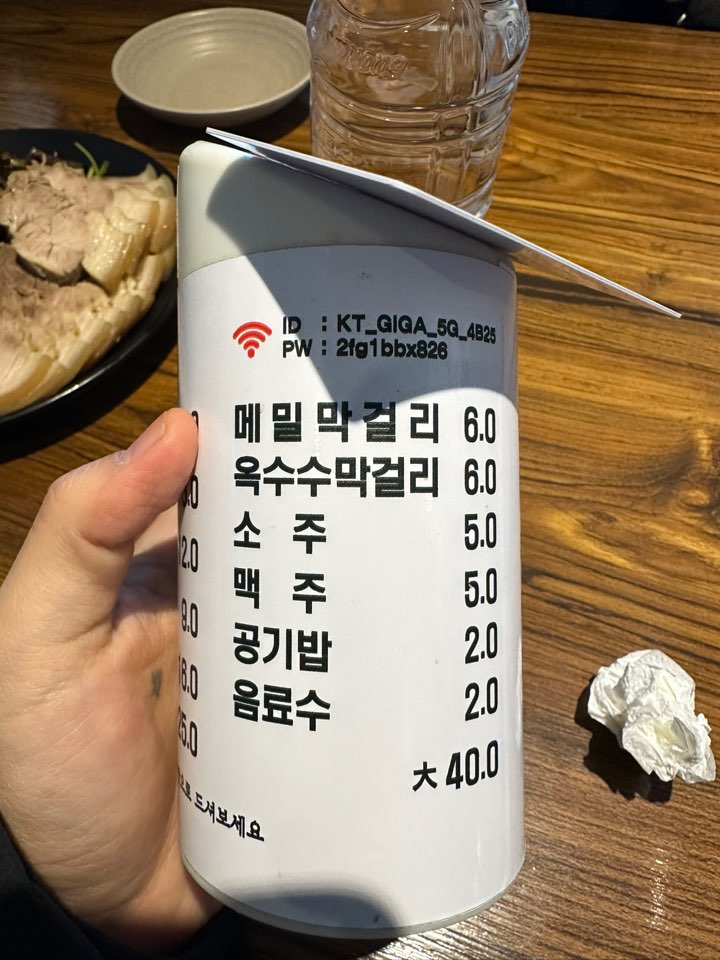 ID : KT_GIGA_5G_4B25
PW : 2fg1bbx826
메밀막걸리 6.0
옥수수막걸리 6.0
소주 5.0
맥주 5.0
공기밥 2.0
음료수 2.0
大 40.0
9.0
드셔보세요